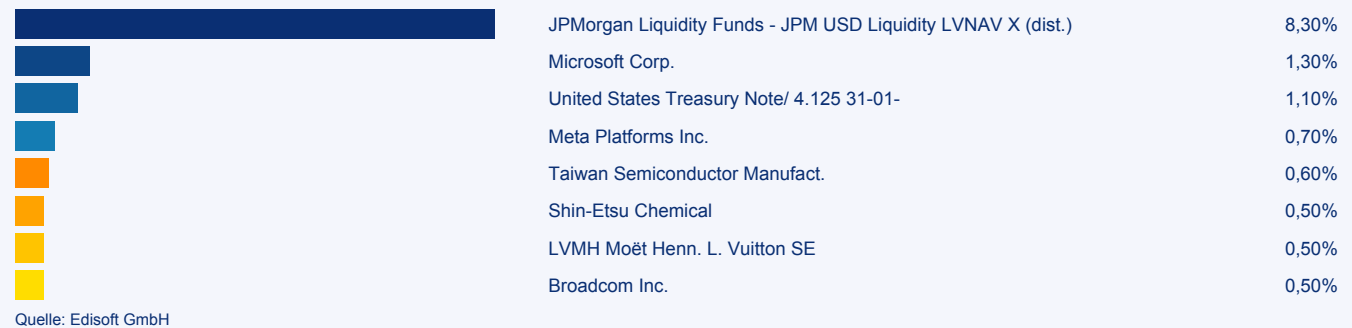 JPMorgan Liquidity Funds - JPM USD Liquidity LVNAV X (dist.) 8,30%
Microsoft Corp. 1,30%
United States Treasury Note/ 4.125 31-01- 1,10%
Meta Platforms Inc. 0,70%
Taiwan Semiconductor Manufact. 0,60%
Shin-Etsu Chemical 0,50%
LVMH Moët Henn. L. Vuitton SE 0,50%
Broadcom Inc. 0,50%
Quelle: Edisoft GmbH